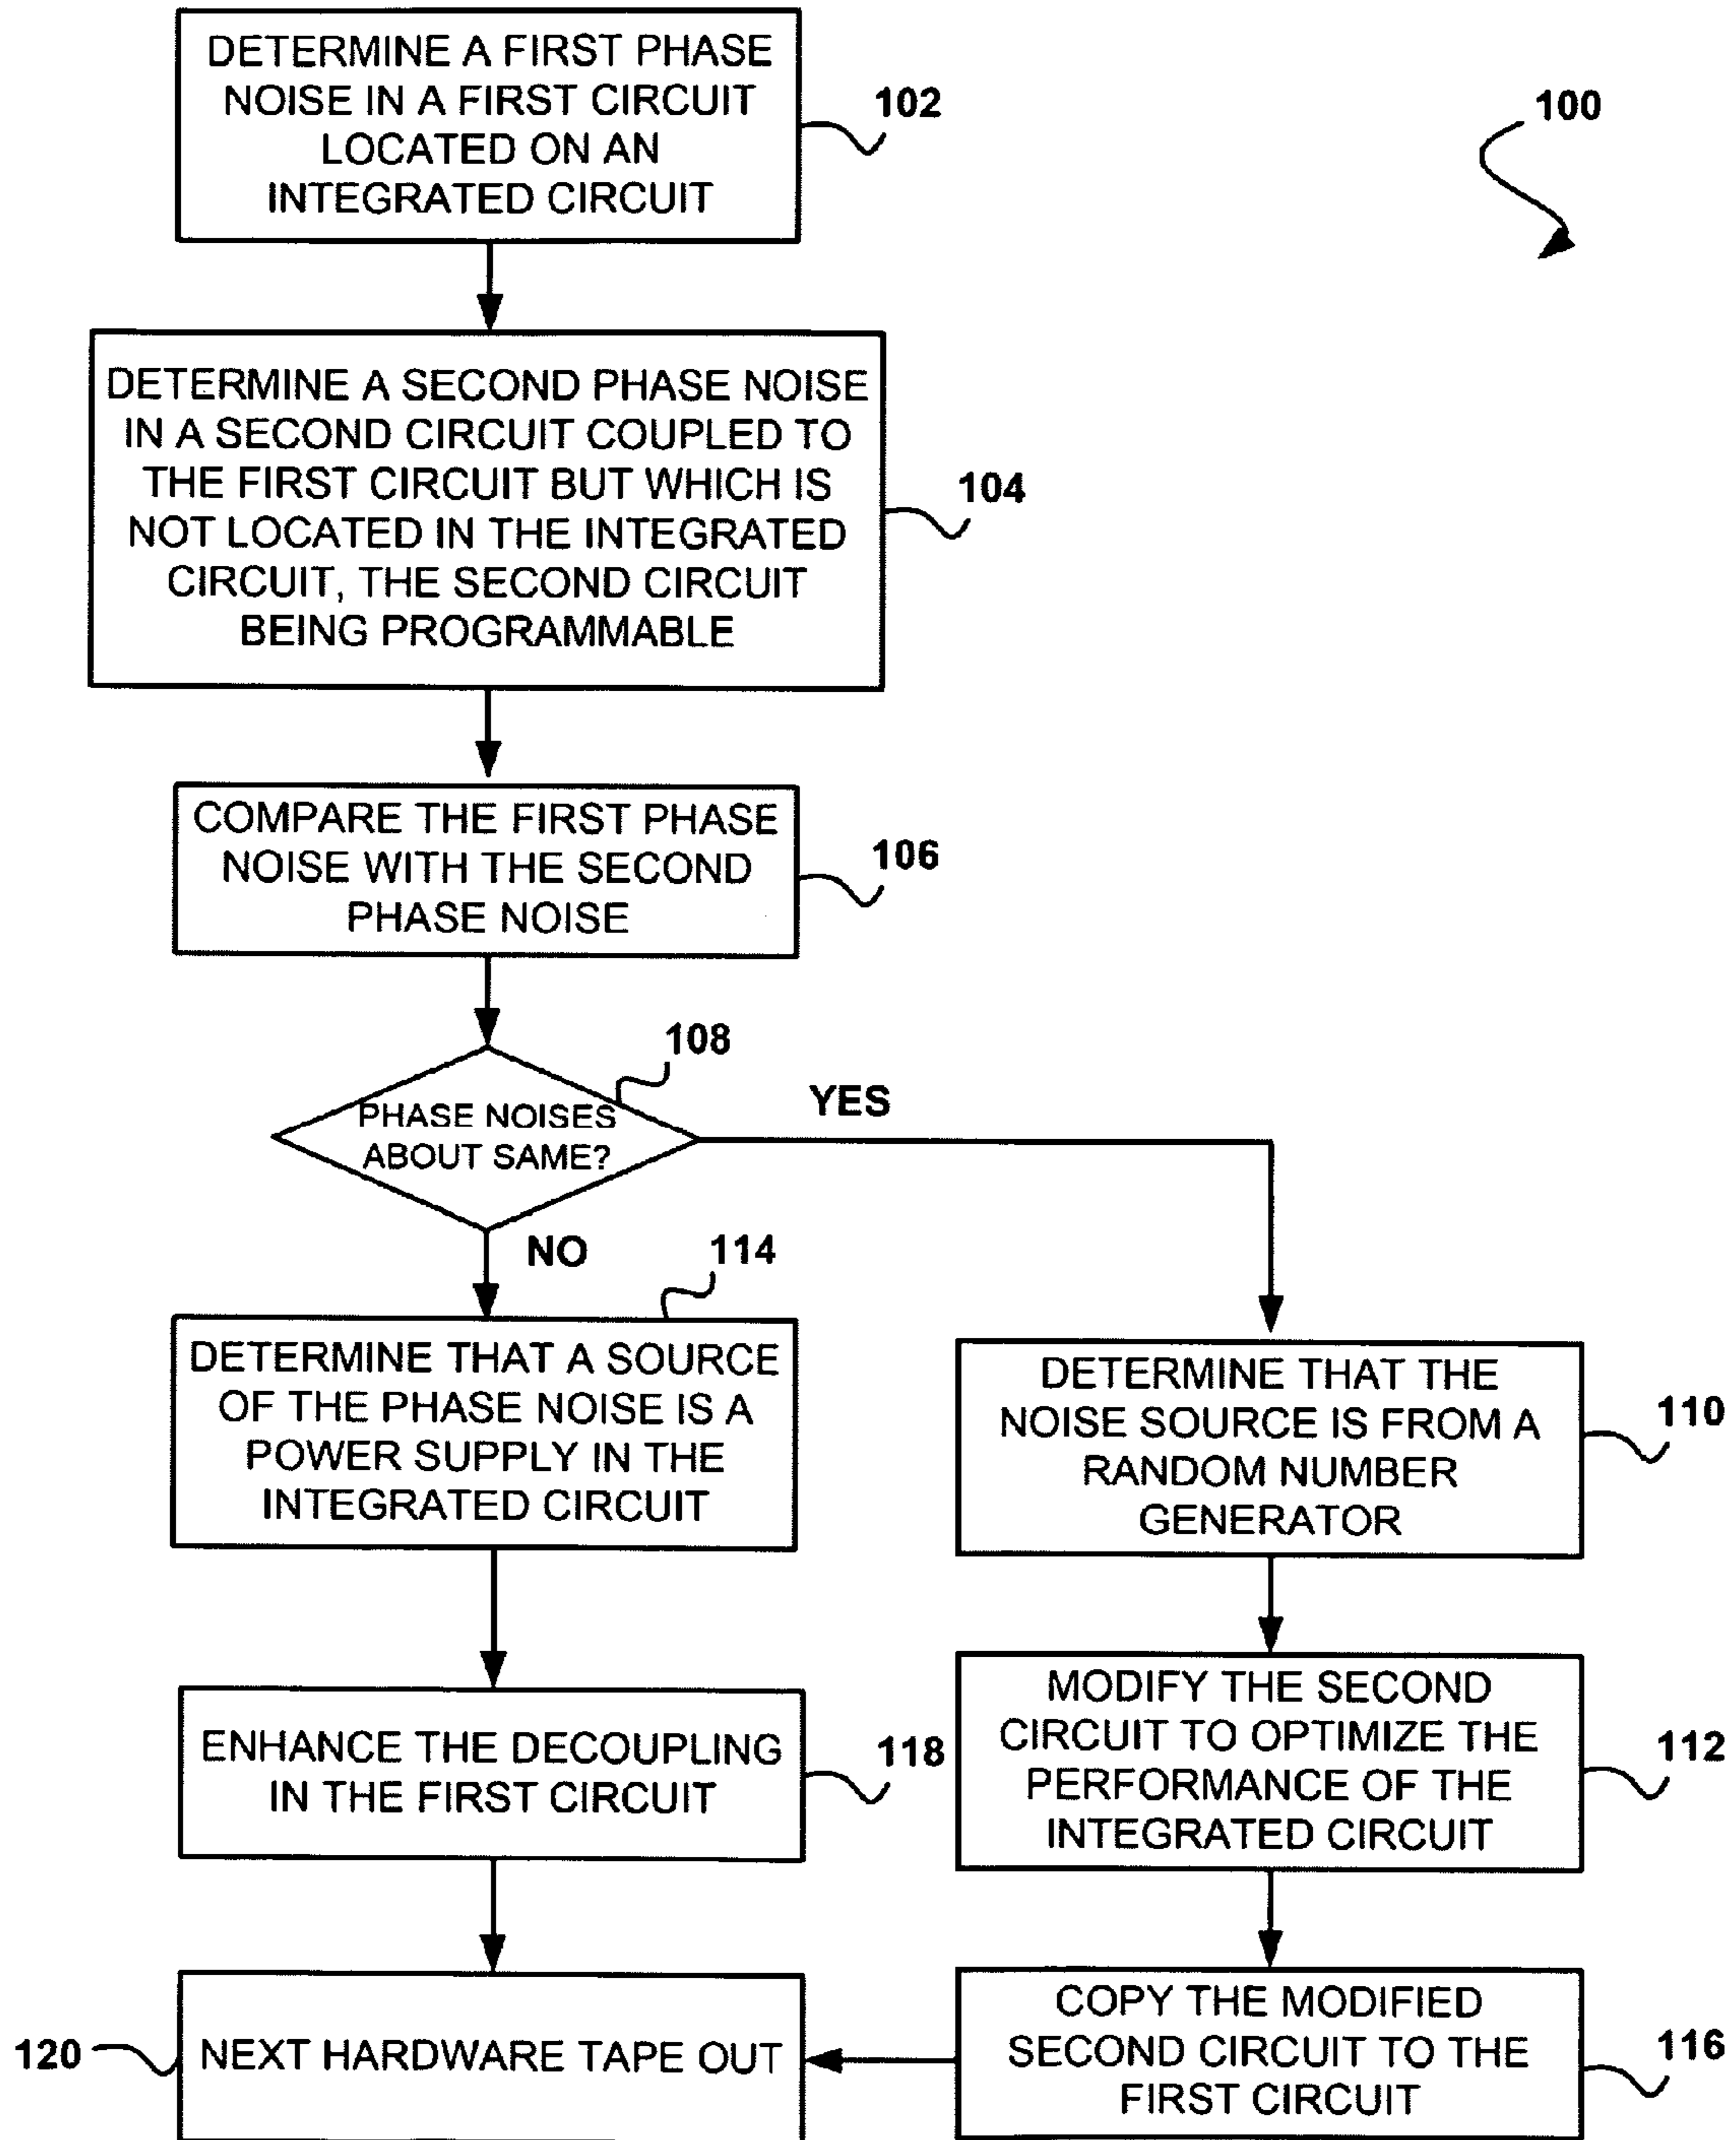 DETERMINE A FIRST PHASE
NOISE IN A FIRST CIRCUIT
LOCATED ON AN
INTEGRATED CIRCUIT
102
100
DETERMINE A SECOND PHASE NOISE
IN A SECOND CIRCUIT COUPLED TO
THE FIRST CIRCUIT BUT WHICH IS
NOT LOCATED IN THE INTEGRATED
CIRCUIT, THE SECOND CIRCUIT
BEING PROGRAMMABLE
104
COMPARE THE FIRST PHASE
NOISE WITH THE SECOND
PHASE NOISE
106
108
PHASE NOISES
ABOUT SAME?
YES
NO
114
DETERMINE THAT A SOURCE
OF THE PHASE NOISE IS A
POWER SUPPLY IN THE
INTEGRATED CIRCUIT
DETERMINE THAT THE
NOISE SOURCE IS FROM A
RANDOM NUMBER
GENERATOR
110
ENHANCE THE DECOUPLING
IN THE FIRST CIRCUIT
118
MODIFY THE SECOND
CIRCUIT TO OPTIMIZE THE
PERFORMANCE OF THE
INTEGRATED CIRCUIT
112
120
NEXT HARDWARE TAPE OUT
COPY THE MODIFIED
SECOND CIRCUIT TO THE
FIRST CIRCUIT
116